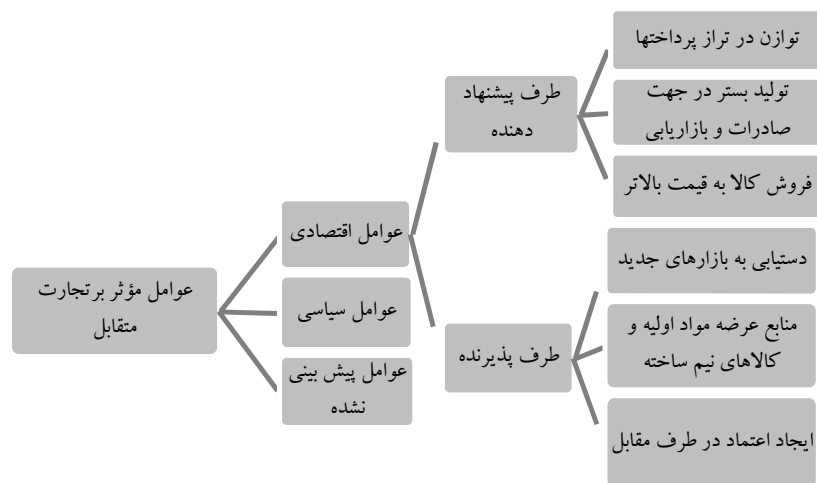 عوامل مؤثر برتجارت
متقابل
عوامل اقتصادی
عوامل سیاسی
عوامل پیش بینی
نشده
طرف پیشنهاد
دهنده
طرف پذیرنده
توازن در تراز پرداختها
تولید بستر در جهت
صادرات و بازاریابی
فروش کالا به قیمت بالاتر
دستیابی به بازارهای جدید
منابع عرضه مواد اولیه و
کالاهای نیم ساخته
ایجاد اعتماد در طرف مقابل